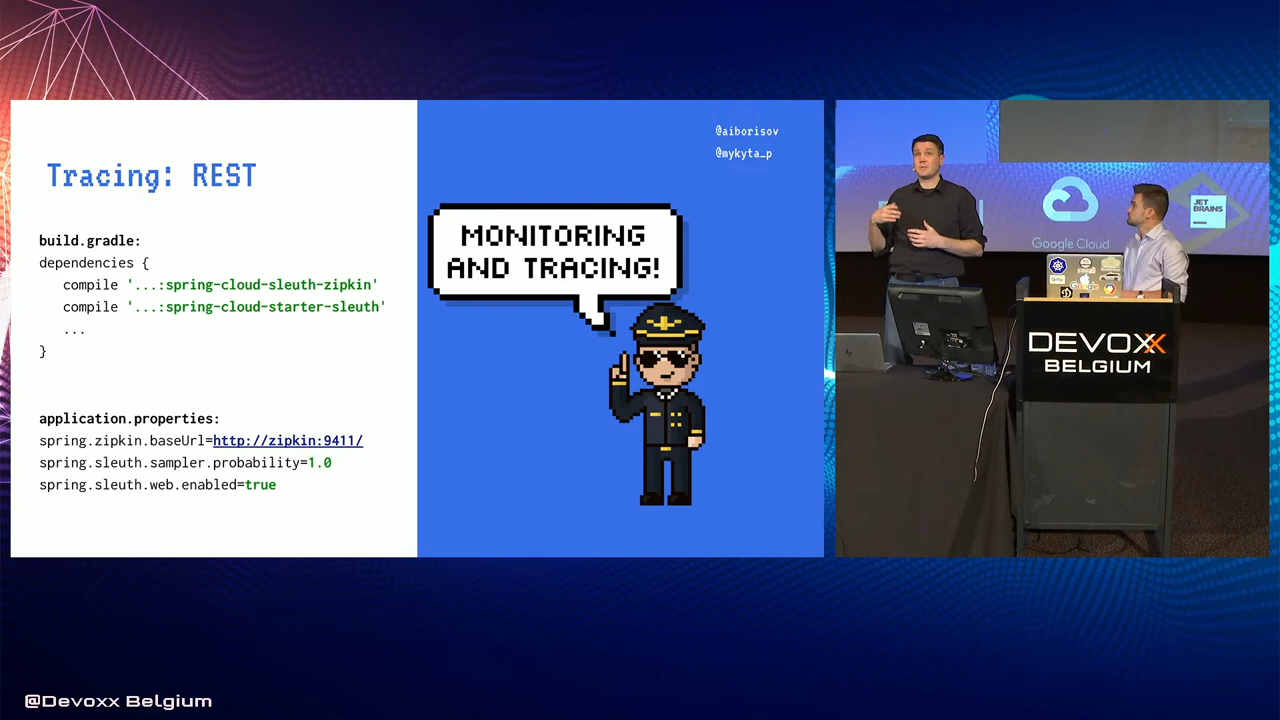 Tracing: REST
build.gradle:
dependencies {
compile '...:spring-cloud-sleuth-zipkin'
compile '...:spring-cloud-starter-sleuth'
...
}
application.properties:
spring.zipkin.baseUrl=http://zipkin:9411/
spring.sleuth.sampler.probability=1.0
spring.sleuth.web.enabled=true
@aiborisov
@mykyta_p
MONITORING
AND TRACING!
Google Cloud
JET
BRAINS
Google
DEVOXX
BELGIUM
@Devoxx Belgium